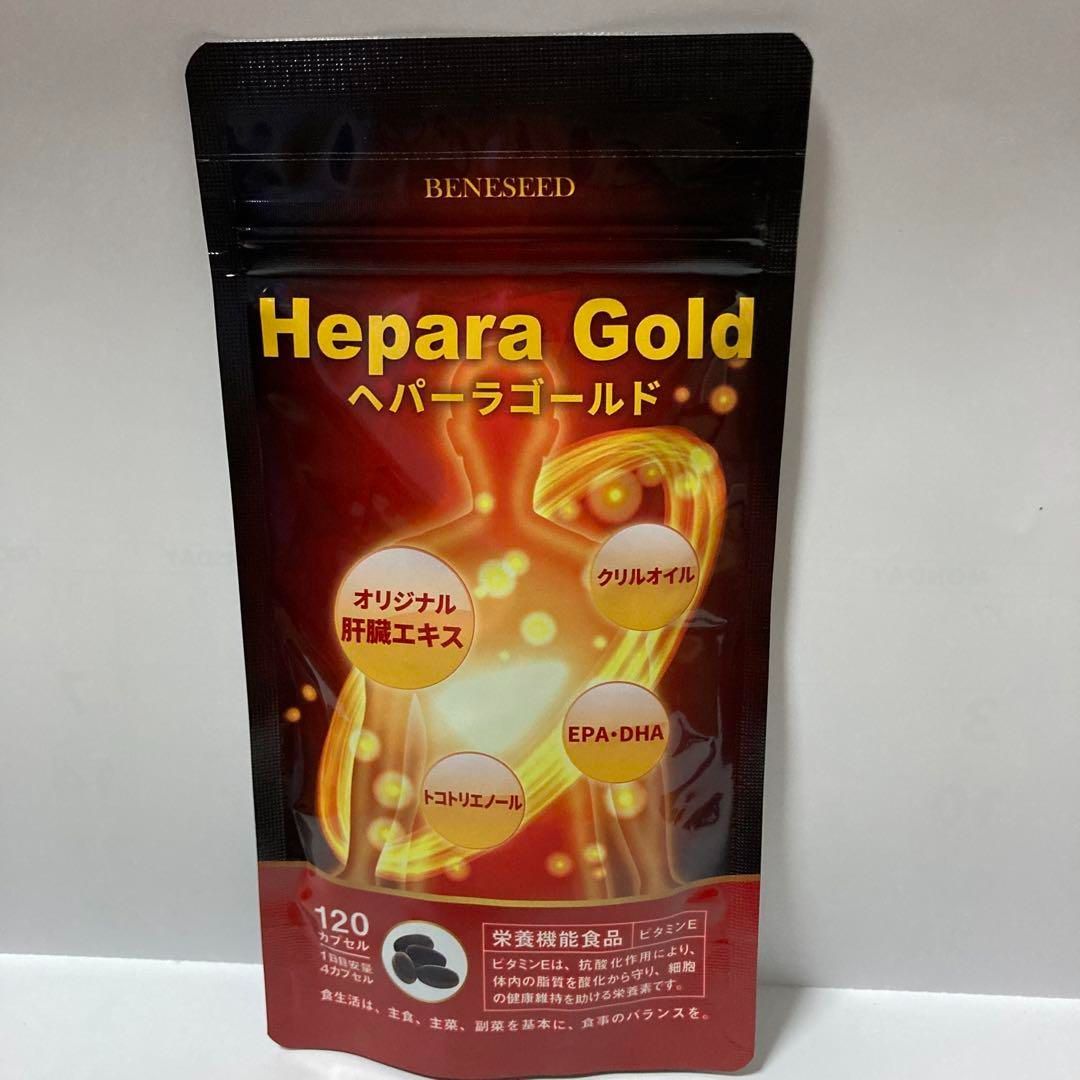 BENESEED
Hepara Gold
ヘパーラゴールド
オリジナル
肝臓エキス
クリルオイル
EPA・DHA
トコトリエノール
120
カプセル
1日目安量
4カプセル
栄養機能食品 ビタミンE
ビタミンEは、抗酸化作用により、
体内の脂質を酸化から守り、細胞
の健康維持を助ける栄養素です。
食生活は、主食、主菜、副菜を基本に、食事のバランスを。